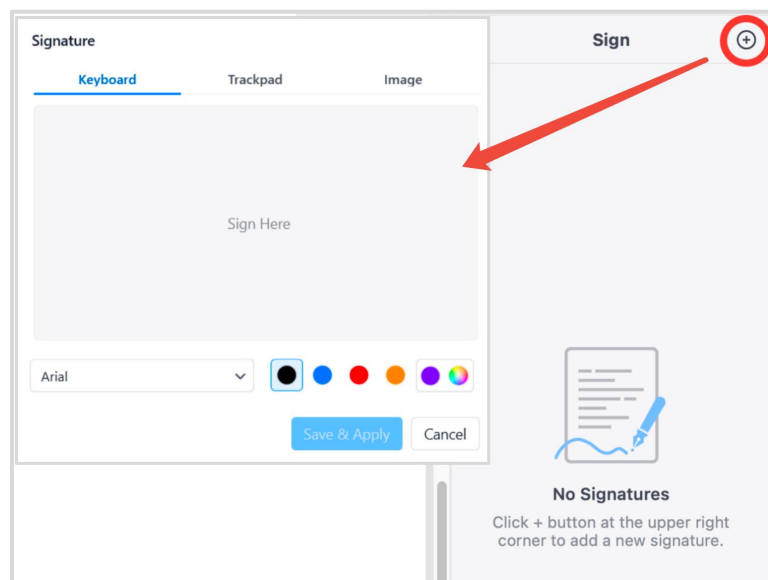 Signature
Keyboard Trackpad Image
Sign Here
Arial
Save & Apply Cancel
Sign
No Signatures
Click + button at the upper right
corner to add a new signature.